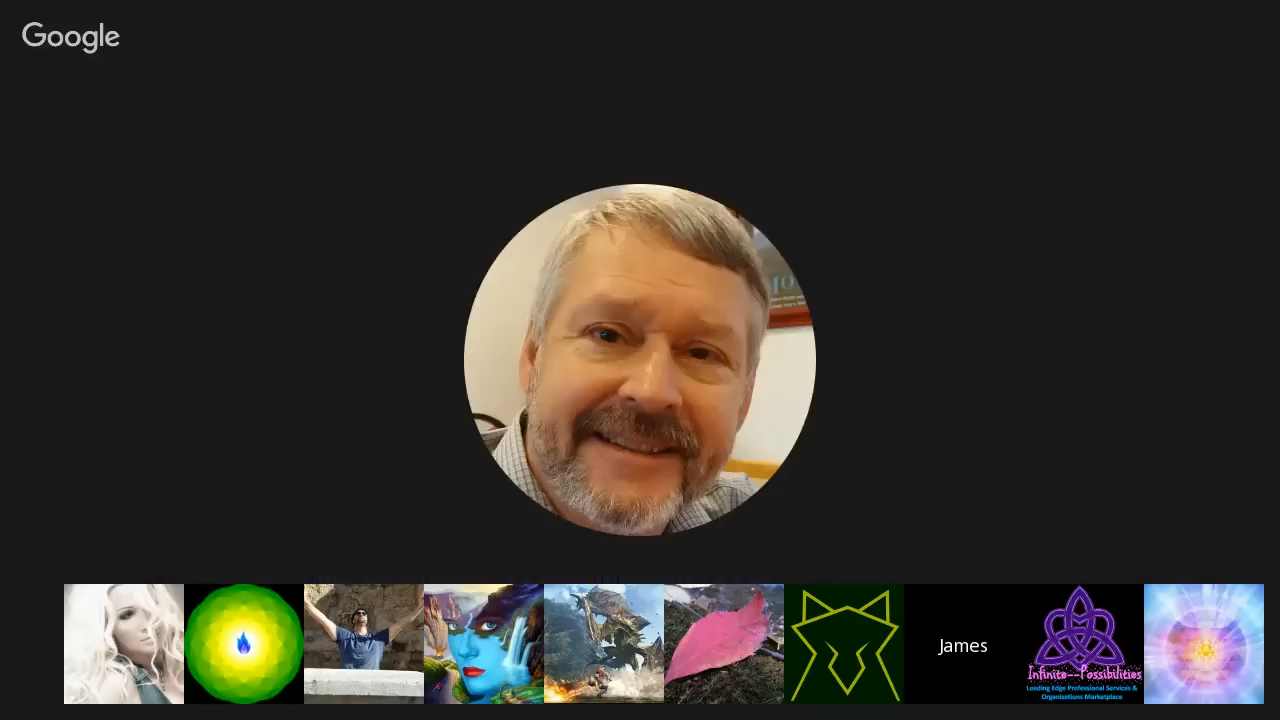 Google
James
Infinite--Possibilities
Leading Edge Professional Services &
Organizations Marketplace